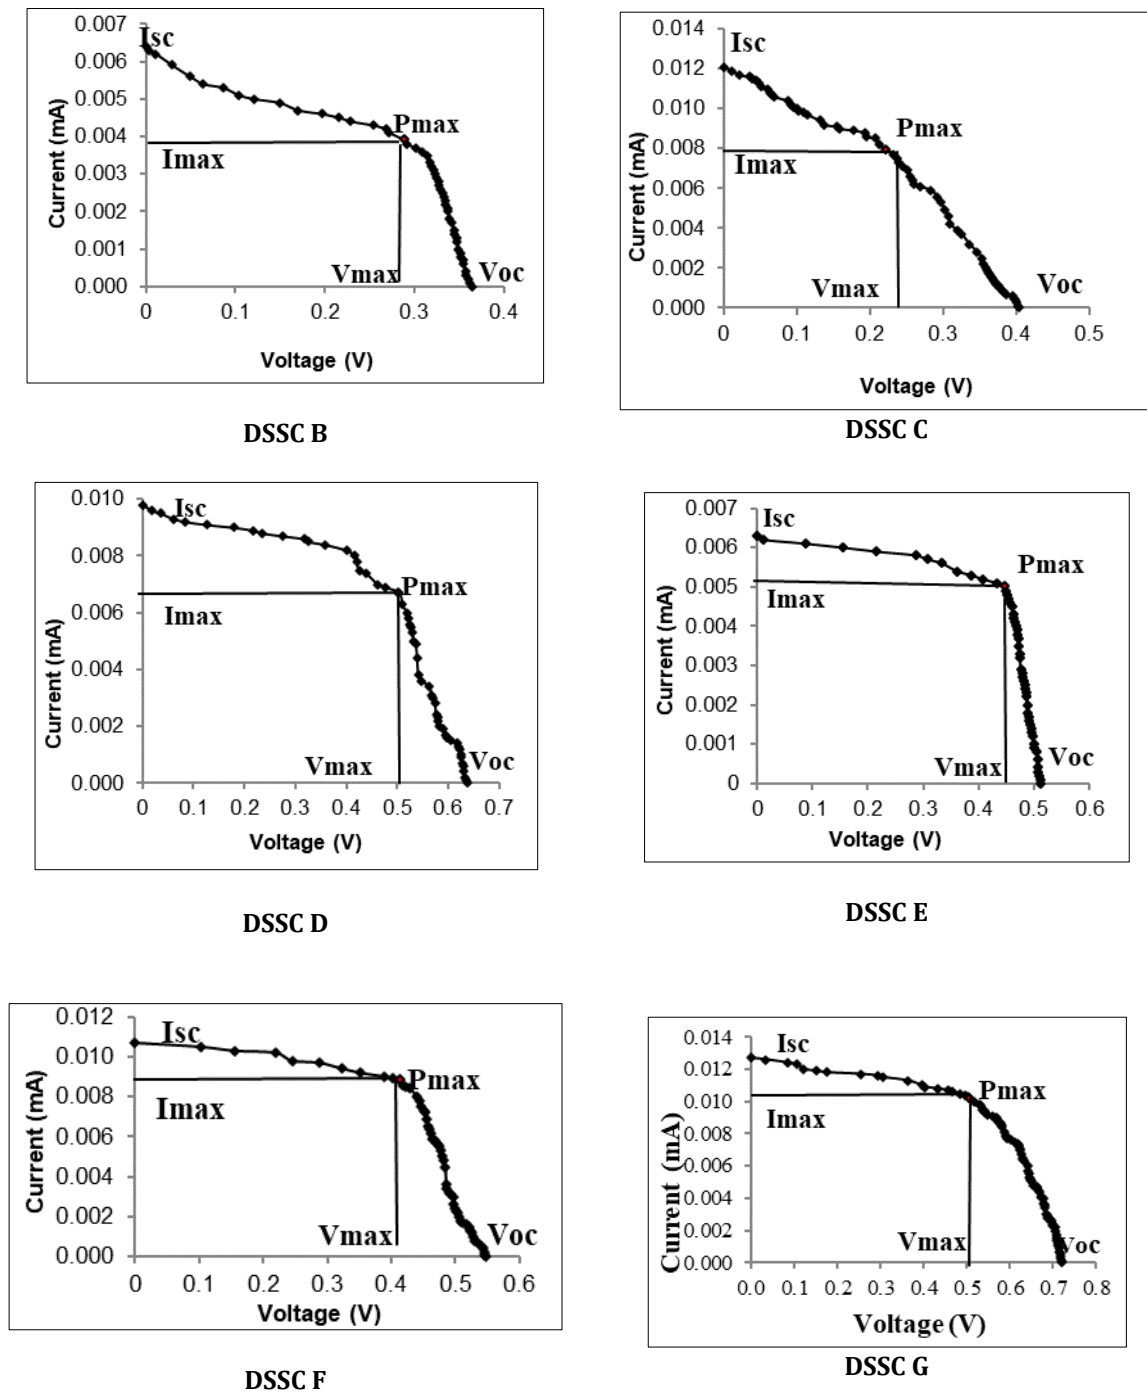 0.007
0.006
0.005
0.004
0.003
0.002
0.001
0.000
Current (mA)
Isc
Pmax
Imax
Vmax
Voc
0 0.1 0.2 0.3 0.4
Voltage (V)
DSSC B
0.014
0.012
0.010
0.008
0.006
0.004
0.002
0.000
Current (mA)
Isc
Pmax
Imax
Vmax
Voc
0 0.1 0.2 0.3 0.4 0.5
Voltage (V)
DSSC C
0.010
0.008
0.006
0.004
0.002
0.000
Current (mA)
Isc
Pmax
Imax
Vmax
Voc
0 0.1 0.2 0.3 0.4 0.5 0.6 0.7
Voltage (V)
DSSC D
0.007
0.006
0.005
0.004
0.003
0.002
0.001
0
Current (mA)
Isc
Pmax
Imax
Vmax
Voc
0 0.1 0.2 0.3 0.4 0.5 0.6
Voltage (V)
DSSC E
0.012
0.010
0.008
0.006
0.004
0.002
0.000
Current (mA)
Isc
Pmax
Imax
Vmax
Voc
0 0.1 0.2 0.3 0.4 0.5 0.6
Voltage (V)
DSSC F
0.014
0.012
0.010
0.008
0.006
0.004
0.002
0.000
Current (mA)
Isc
Pmax
Imax
Vmax
Voc
0.0 0.1 0.2 0.3 0.4 0.5 0.6 0.7 0.8
Voltage (V)
DSSC G